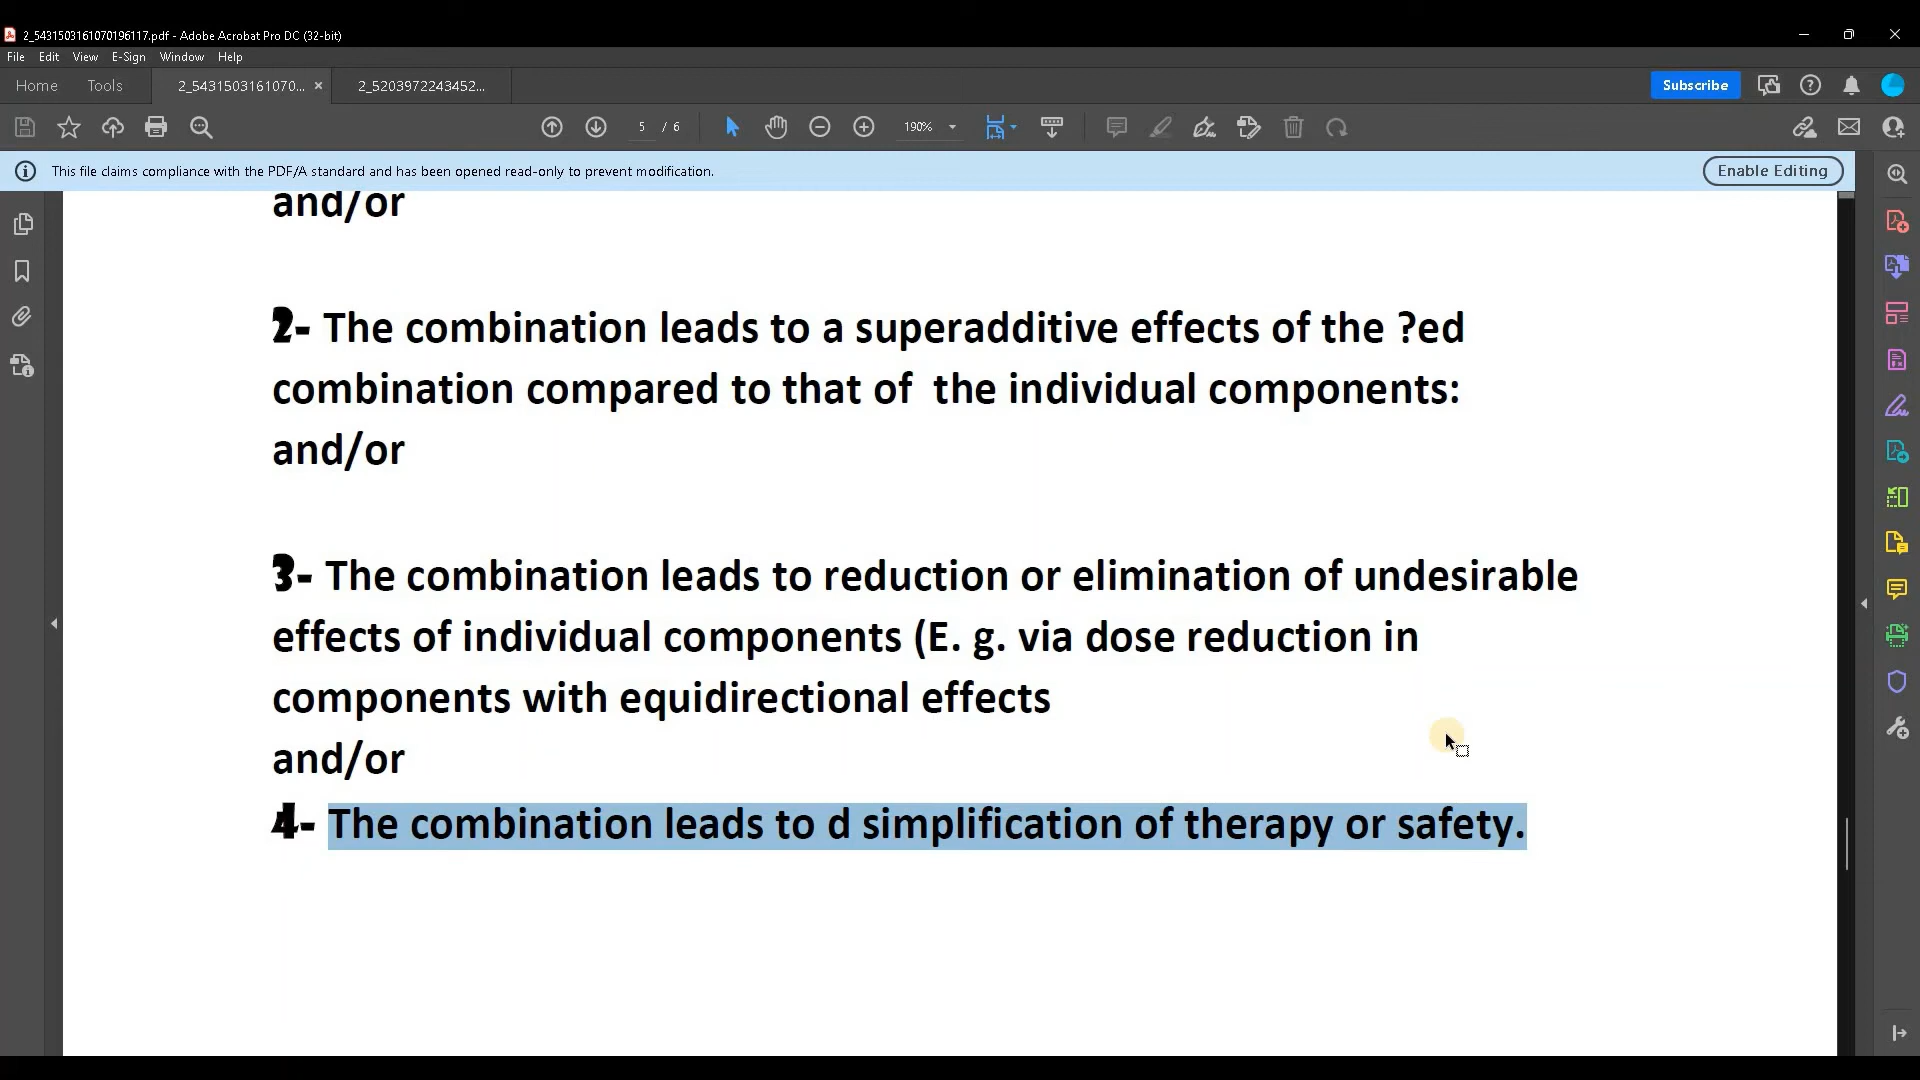 2_5431503161070196117.pdf - Adobe Acrobat Pro DC (32-bit)
File Edit View E-Sign Window Help
Home Tools 2_5431503161070... 2_5203972243452... Subscribe
5 / 6 190%
This file claims compliance with the PDF/A standard and has been opened read-only to prevent modification. Enable Editing
and/or
2- The combination leads to a superadditive effects of the ?ed
combination compared to that of the individual components:
and/or
3- The combination leads to reduction or elimination of undesirable
effects of individual components (E. g. via dose reduction in
components with equidirectional effects
and/or
4- The combination leads to d simplification of therapy or safety.